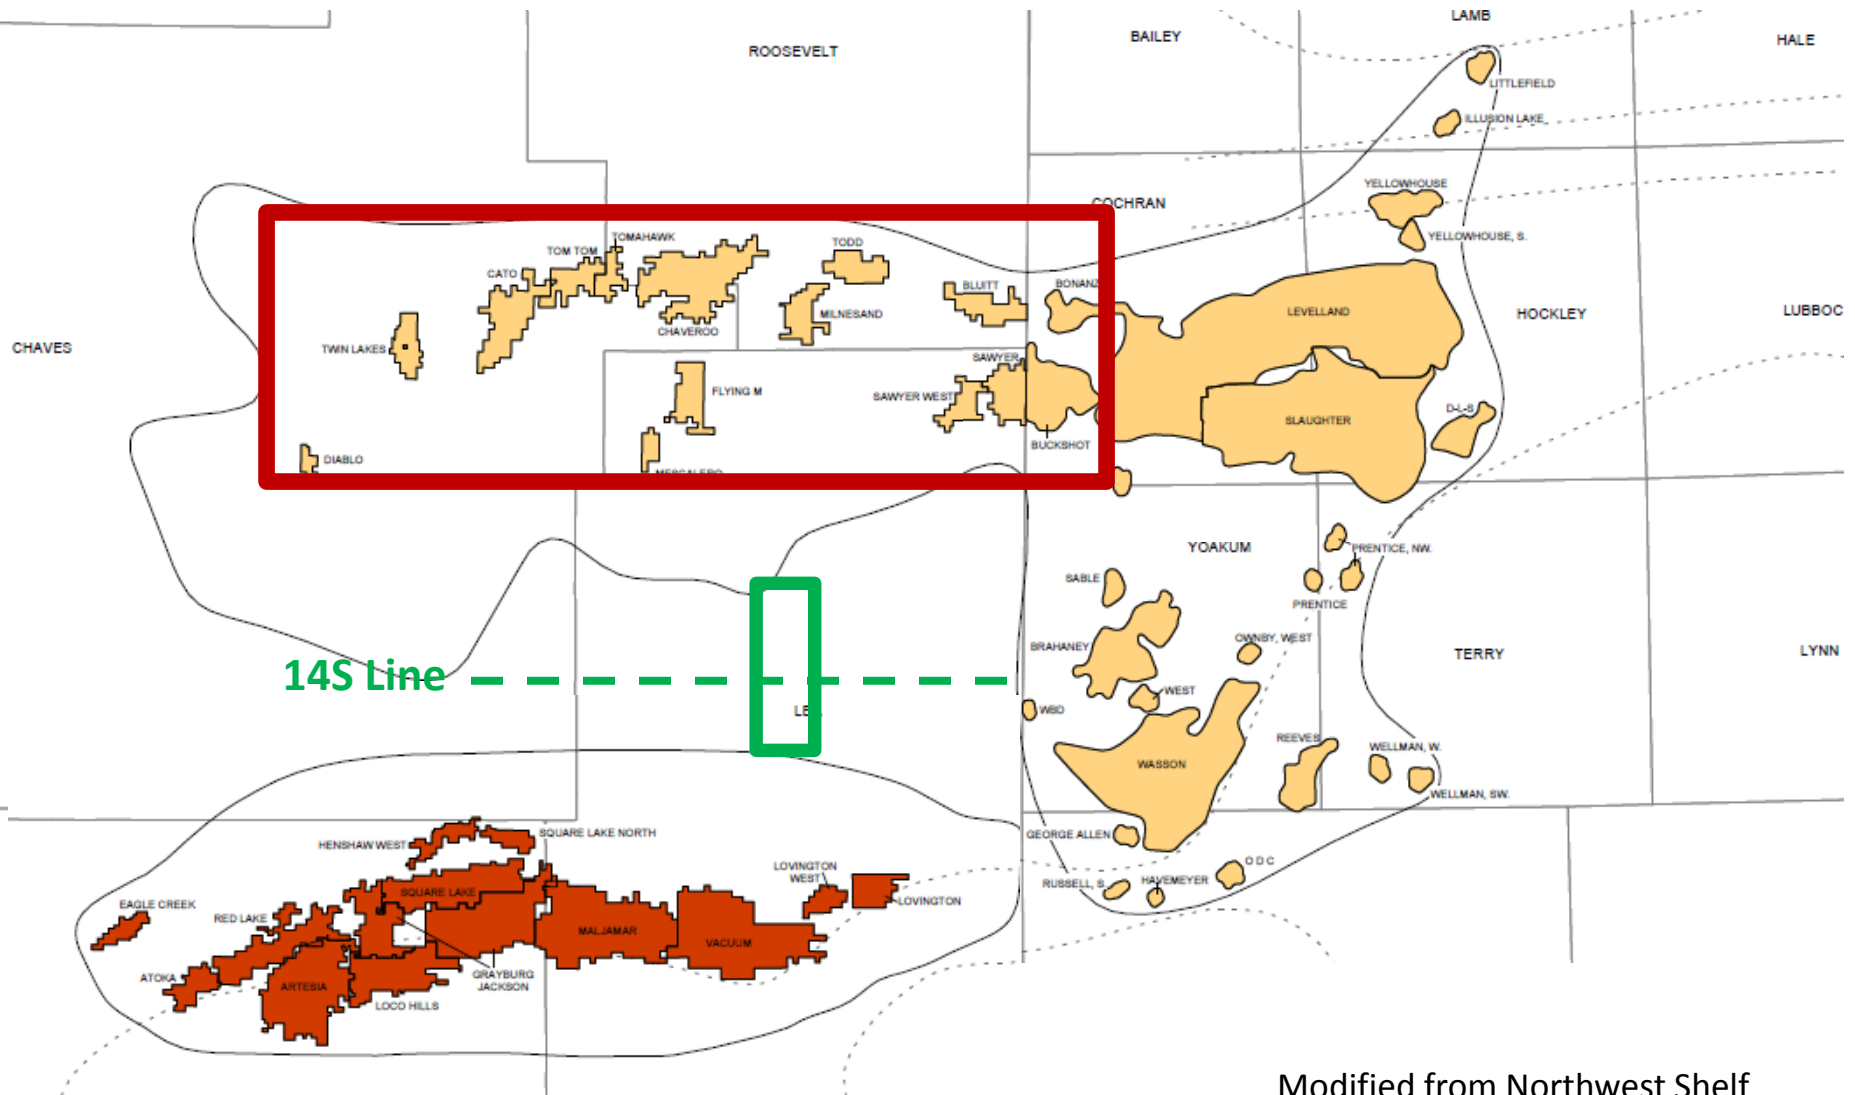 LAMB
BAILEY
HALE
ROOSEVELT
LITTLEFIELD
ILLUSION LAKE
YELLOWHOUSE
COCHRAN
YELLOWHOUSE, S.
TOMAHAWK
TODD
TOM TOM
CATO
BLUITT
BONANZ
LEVELLAND
HOCKLEY
LUBBOC
MILNESAND
CHAVEROO
CHAVES
TWIN LAKES
SAWYER
FLYING M
SAWYER WEST
D-L-S
SLAUGHTER
BUCKSHOT
DIABLO
MESCALERO
YOAKUM
PRENTICE, NW.
SABLE
PRENTICE
OWNBY, WEST
BRAHANEY
TERRY
LYNN
14S Line
WEST
WBD
LEA
REEVES
WELLMAN, W.
WASSON
WELLMAN, SW.
SQUARE LAKE NORTH
GEORGE ALLEN
HENSHAW WEST
LOVINGTON
WEST
O D C
HAVEMEYER
RUSSELL, S.
SQUARE LAKE
LOVINGTON
EAGLE CREEK
RED LAKE
MALJAMAR
VACUUM
ATOKA
GRAYBURG
JACKSON
ARTESIA
LOCO HILLS
Modified from Northwest Shelf